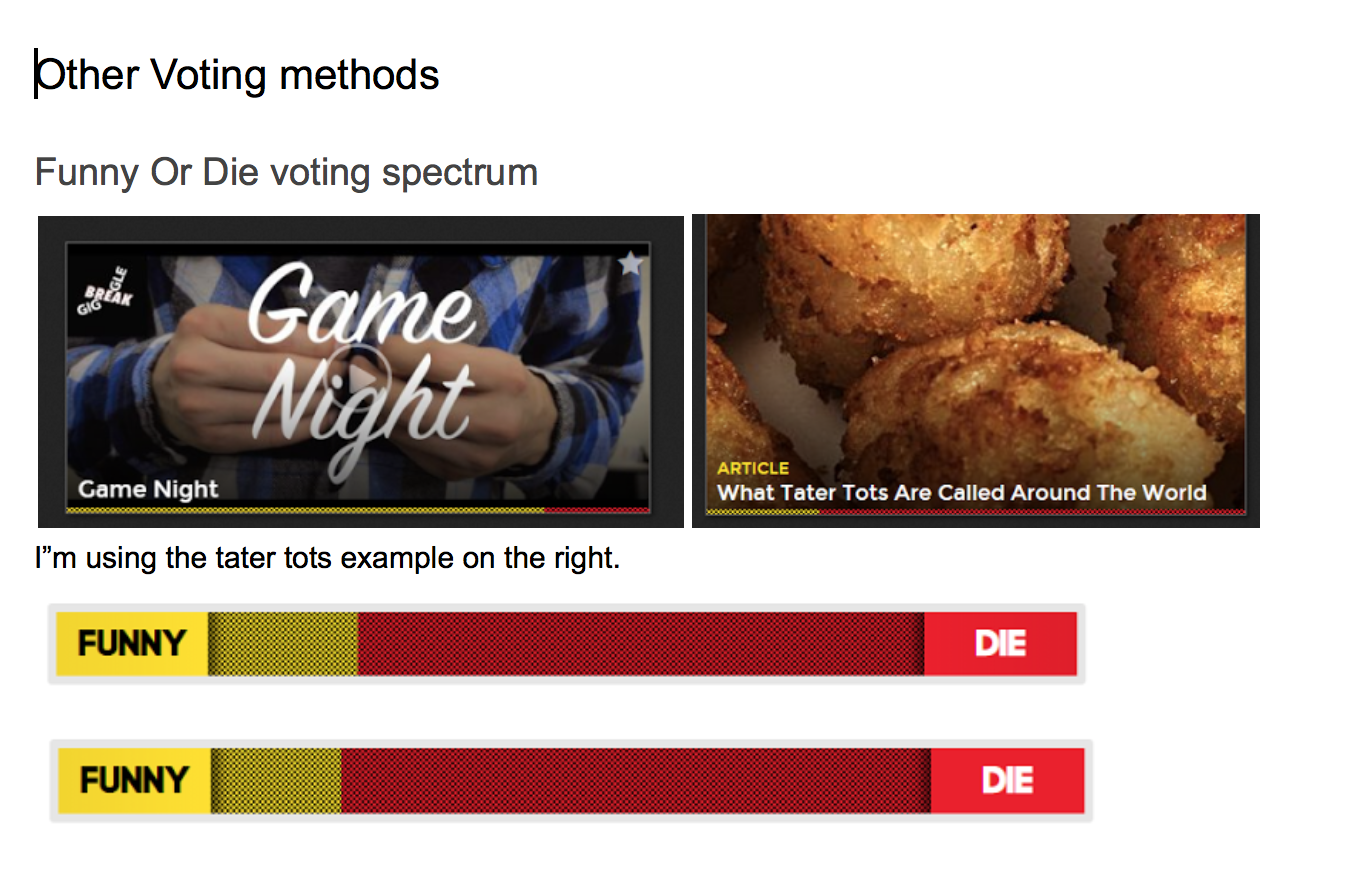 Other Voting methods
Funny Or Die voting spectrum
GIGGLE
BREAK
Game
Night
Game Night
ARTICLE
What Tater Tots Are Called Around The World
I”m using the tater tots example on the right.
FUNNY DIE
FUNNY DIE